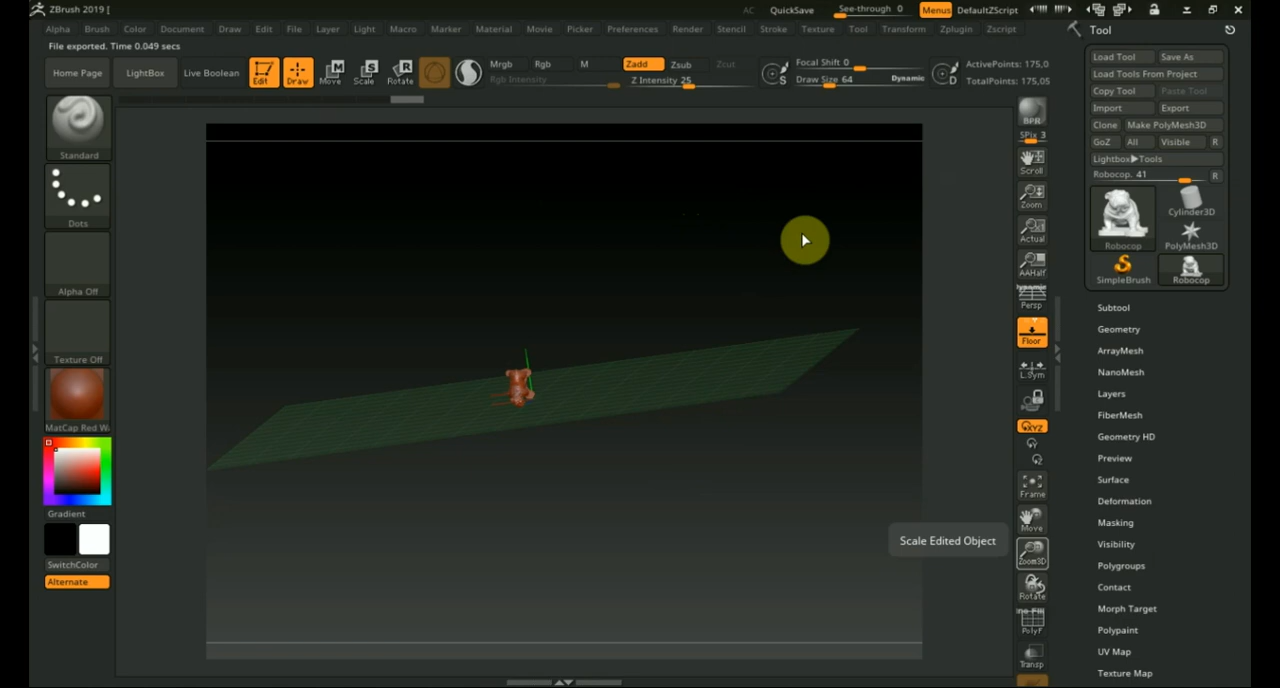 ZBrush 2019 [
AC QuickSave See-through 0 Menus DefaultZScript
Alpha Brush Color Document Draw Edit File Layer Light Macro Marker Material Movie Picker Preferences Render Stencil Stroke Texture Tool Transform Zplugin Zscript
File exported. Time 0.049 secs
Home Page LightBox Live Boolean Edit Draw Move Scale Rotate
Mrgb Rgb M Zadd Zsub Zcut
Rgb Intensity Z Intensity 25
Focal Shift 0
Draw Size 64 Dynamic
ActivePoints: 175,0
TotalPoints: 175,05
Standard
Dots
Alpha Off
Texture Off
MatCap Red W
Gradient
SwitchColor
Alternate
Scale Edited Object
BPR
SPix 3
Scroll
Zoom
Actual
AAHalf
Dynamic
Persp
Floor
L.Sym
XYZ
Frame
Move
Zoom3D
Rotate
PolyF
Transp
Tool
Load Tool Save As
Load Tools From Project
Copy Tool Paste Tool
Import Export
Clone Make PolyMesh3D
GoZ All Visible R
Lightbox▶Tools
Robocop. 41 R
Robocop Cylinder3D
PolyMesh3D
SimpleBrush Robocop
Subtool
Geometry
ArrayMesh
NanoMesh
Layers
FiberMesh
Geometry HD
Preview
Surface
Deformation
Masking
Visibility
Polygroups
Contact
Morph Target
Polypaint
UV Map
Texture Map